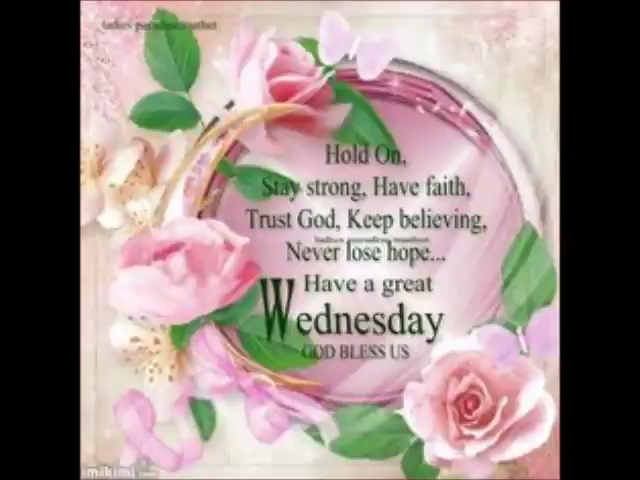 Hold On,
Stay strong, Have faith,
Trust God, Keep believing,
Never lose hope...
Have a great
Wednesday
GOD BLESS US